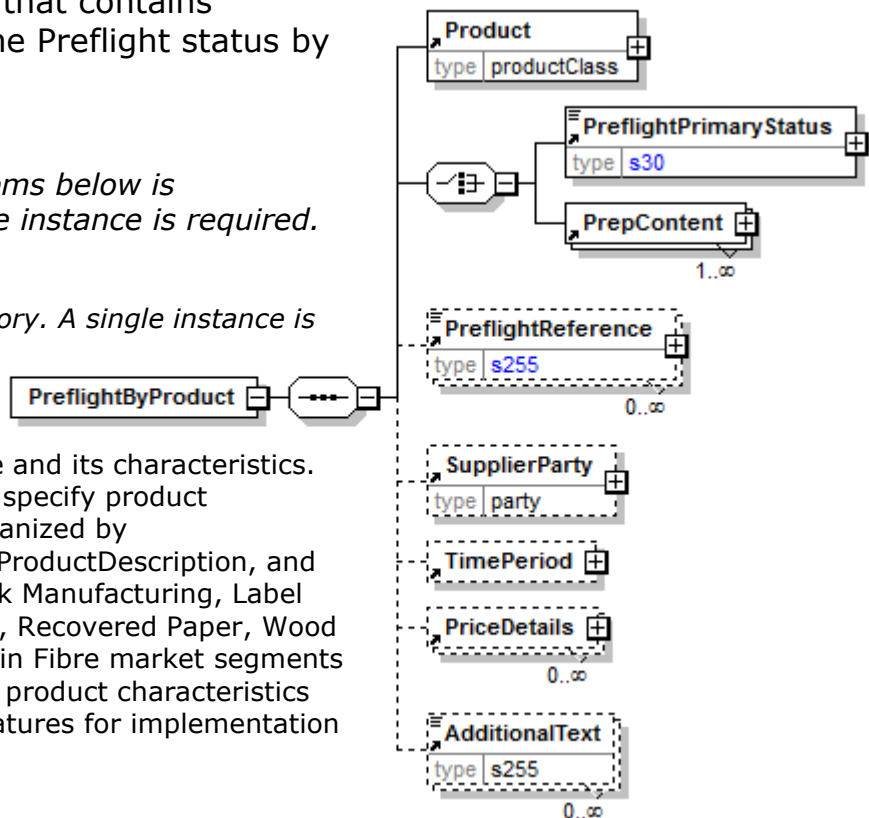 that contains
he Preflight status by
ems below is
e instance is required.
ory. A single instance is
e and its characteristics.
specify product
anized by
ProductDescription, and
k Manufacturing, Label
, Recovered Paper, Wood
in Fibre market segments
product characteristics
atures for implementation
PreflightByProduct
Product
type productClass
PreflightPrimaryStatus
type s30
PrepContent
1..∞
PreflightReference
type s255
0..∞
SupplierParty
type party
TimePeriod
PriceDetails
0..∞
AdditionalText
type s255
0..∞